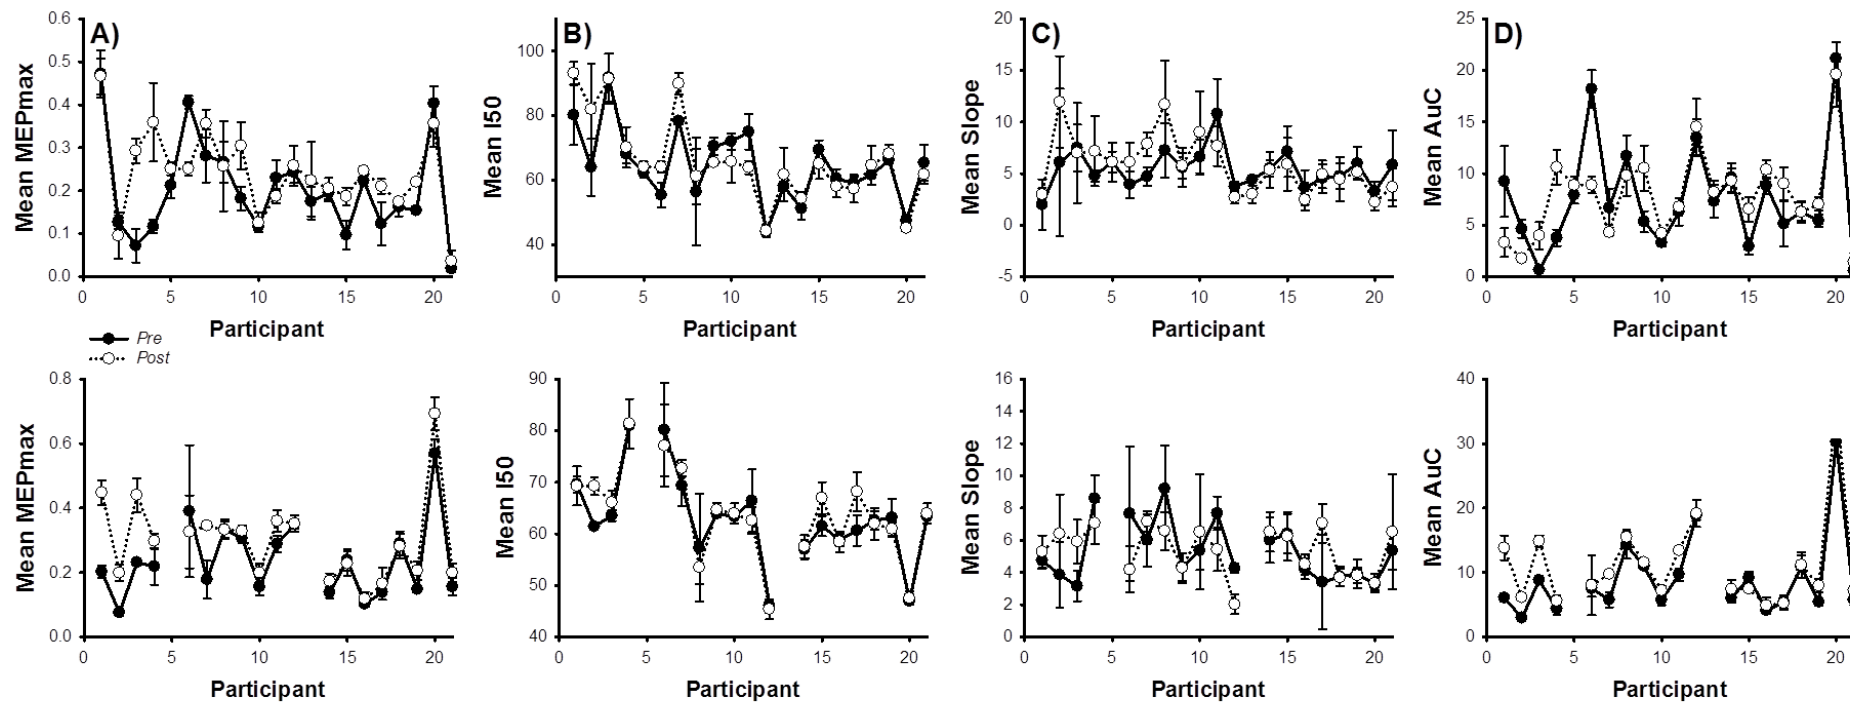 A) B) C) D)
Mean MEPmax
0.6
0.5
0.4
0.3
0.2
0.1
0.0
0 5 10 15 20
Participant
Mean I50
100
80
60
40
0 5 10 15 20
Participant
Mean Slope
20
15
10
5
0
-5
0 5 10 15 20
Participant
Mean AuC
25
20
15
10
5
0
0 5 10 15 20
Participant
Pre
Post
Mean MEPmax
0.8
0.6
0.4
0.2
0.0
0 5 10 15 20
Participant
Mean I50
90
80
70
60
50
40
0 5 10 15 20
Participant
Mean Slope
16
14
12
10
8
6
4
2
0
0 5 10 15 20
Participant
Mean AuC
40
30
20
10
0
0 5 10 15 20
Participant